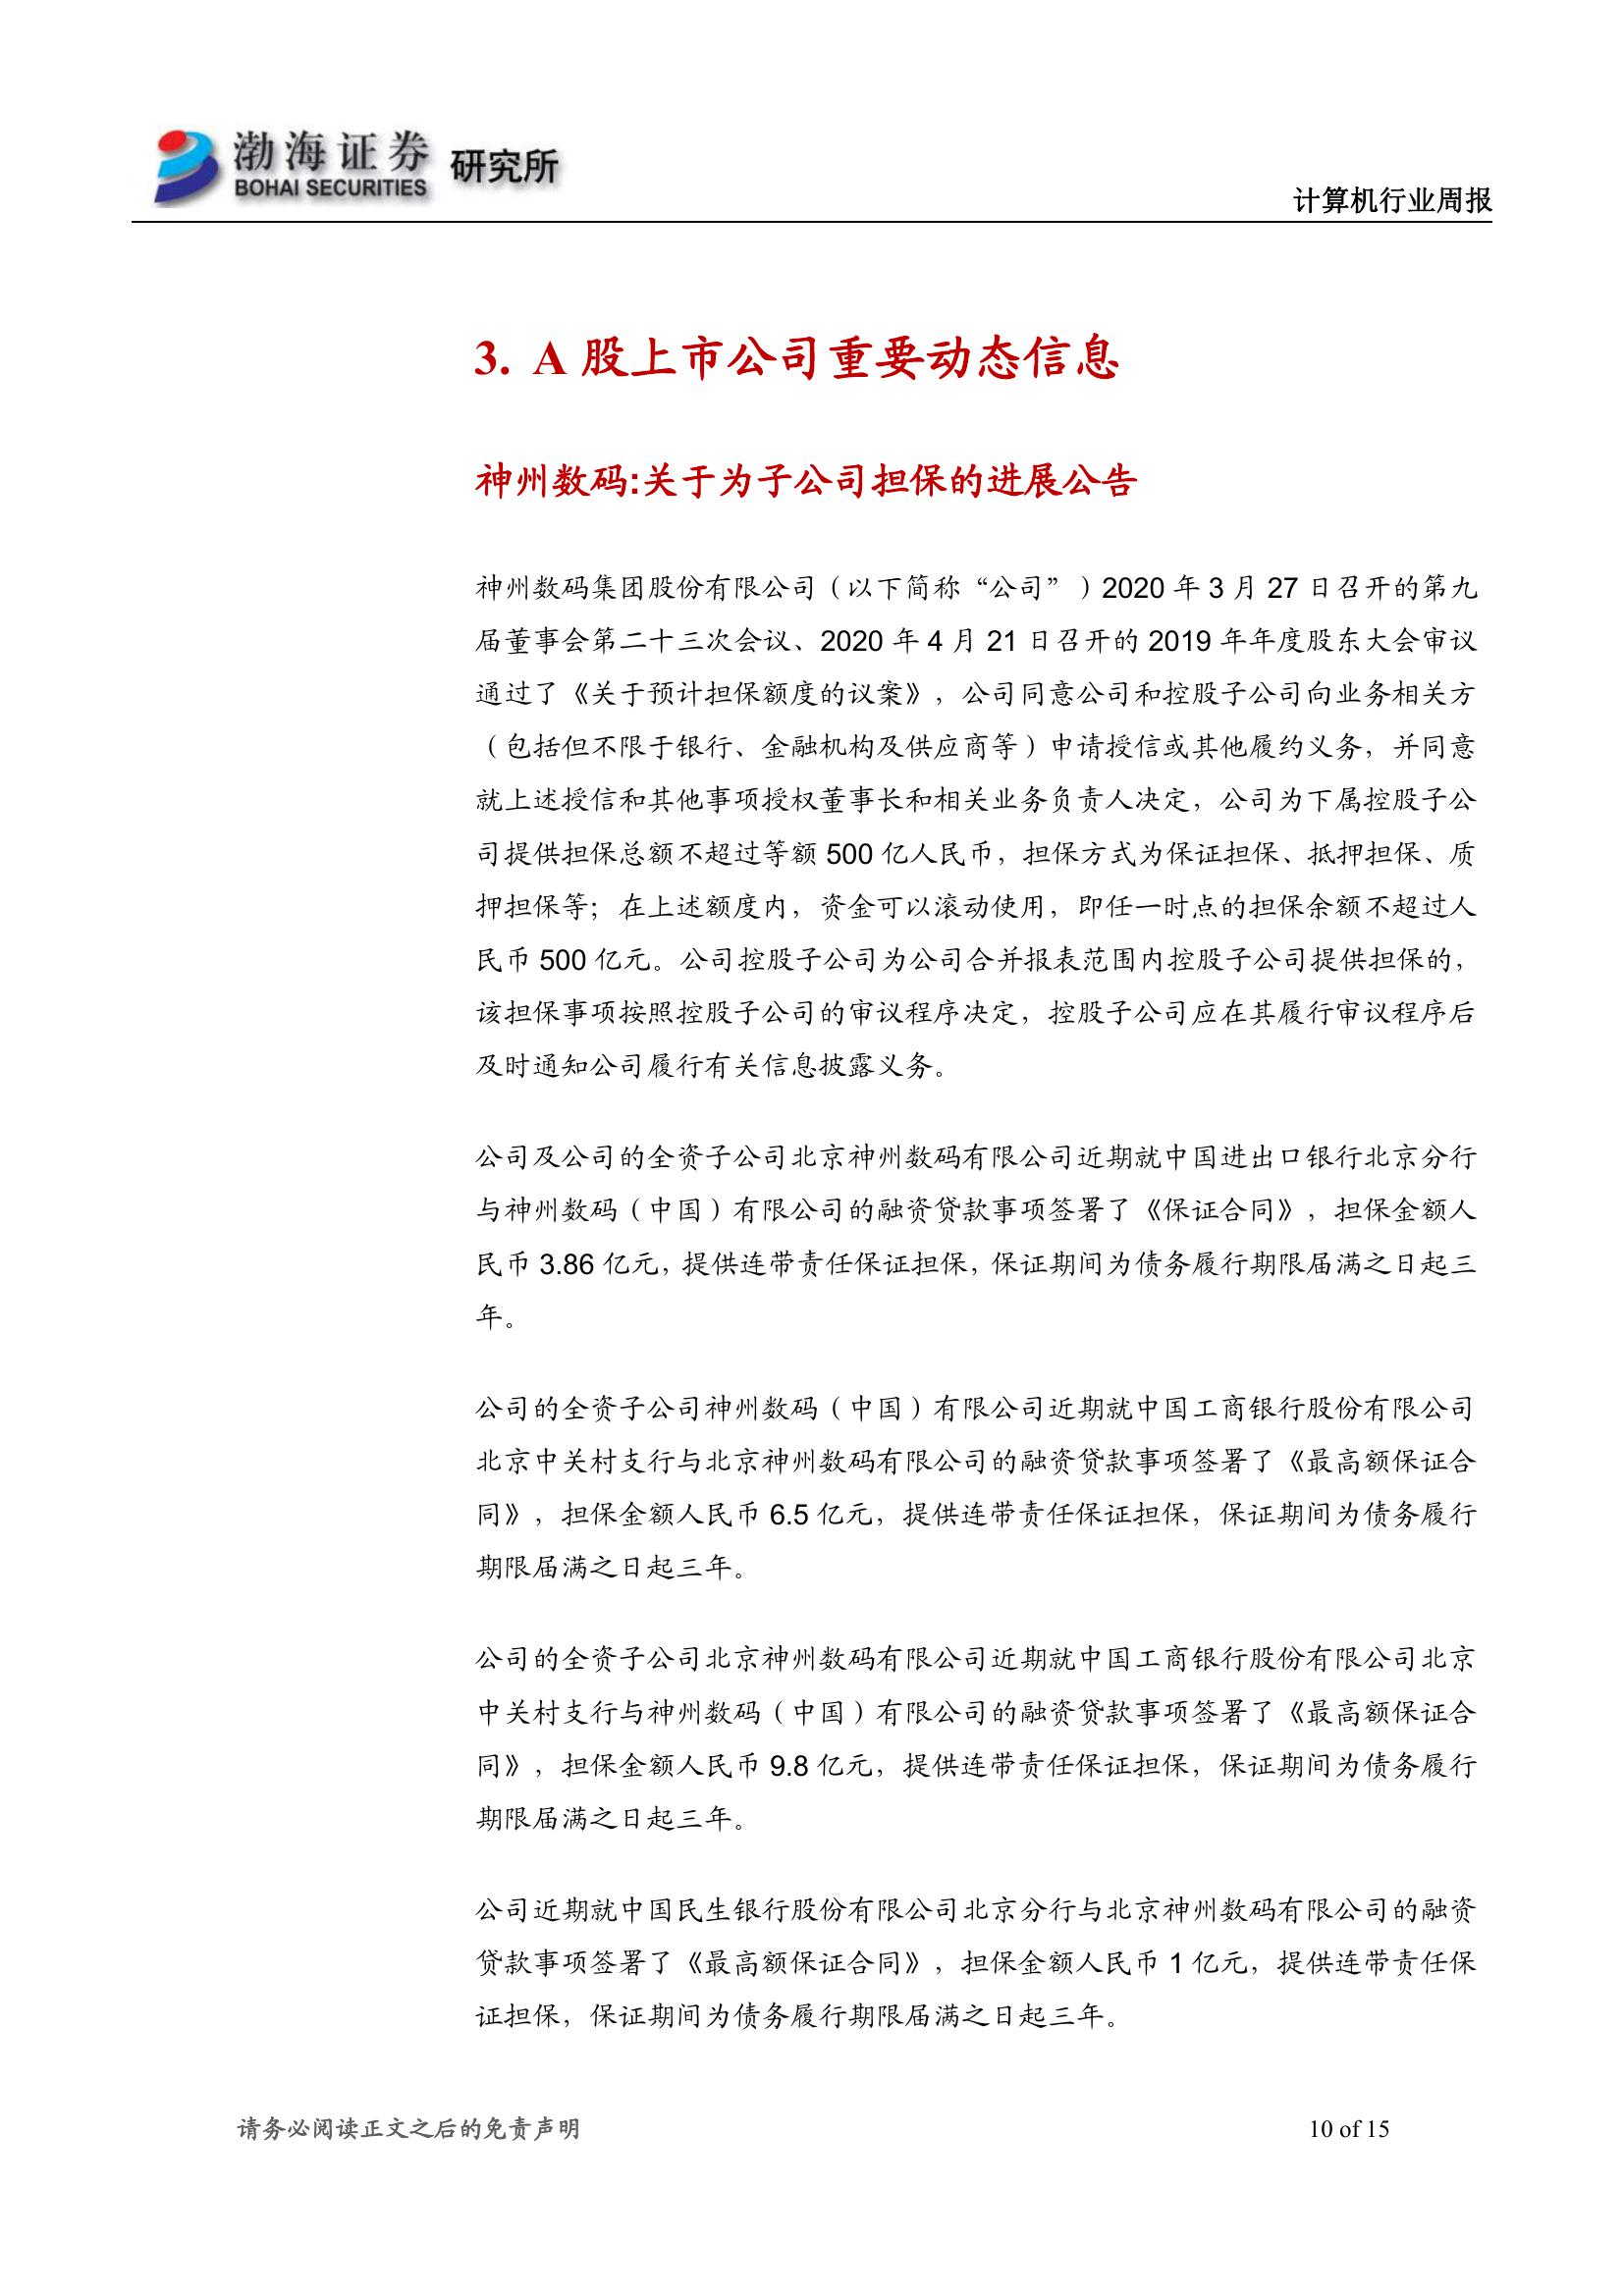 渤海证券
BOHAI SECURITIES
研究所
计算机行业周报
3. A 股上市公司重要动态信息
神州数码:关于为子公司担保的进展公告
神州数码集团股份有限公司（以下简称“公司”）2020 年 3 月 27 日召开的第九
届董事会第二十三次会议、2020 年 4 月 21 日召开的 2019 年年度股东大会审议
通过了《关于预计担保额度的议案》，公司同意公司和控股子公司向业务相关方
（包括但不限于银行、金融机构及供应商等）申请授信或其他履约义务，并同意
就上述授信和其他事项授权董事长和相关业务负责人决定，公司为下属控股子公
司提供担保总额不超过等额 500 亿人民币，担保方式为保证担保、抵押担保、质
押担保等；在上述额度内，资金可以滚动使用，即任一时点的担保余额不超过人
民币 500 亿元。公司控股子公司为公司合并报表范围内控股子公司提供担保的，
该担保事项按照控股子公司的审议程序决定，控股子公司应在其履行审议程序后
及时通知公司履行有关信息披露义务。
公司及公司的全资子公司北京神州数码有限公司近期就中国进出口银行北京分行
与神州数码（中国）有限公司的融资贷款事项签署了《保证合同》，担保金额人
民币 3.86 亿元，提供连带责任保证担保，保证期间为债务履行期限届满之日起三
年。
公司的全资子公司神州数码（中国）有限公司近期就中国工商银行股份有限公司
北京中关村支行与北京神州数码有限公司的融资贷款事项签署了《最高额保证合
同》，担保金额人民币 6.5 亿元，提供连带责任保证担保，保证期间为债务履行
期限届满之日起三年。
公司的全资子公司北京神州数码有限公司近期就中国工商银行股份有限公司北京
中关村支行与神州数码（中国）有限公司的融资贷款事项签署了《最高额保证合
同》，担保金额人民币 9.8 亿元，提供连带责任保证担保，保证期间为债务履行
期限届满之日起三年。
公司近期就中国民生银行股份有限公司北京分行与北京神州数码有限公司的融资
贷款事项签署了《最高额保证合同》，担保金额人民币 1 亿元，提供连带责任保
证担保，保证期间为债务履行期限届满之日起三年。
请务必阅读正文之后的免责声明
10 of 15